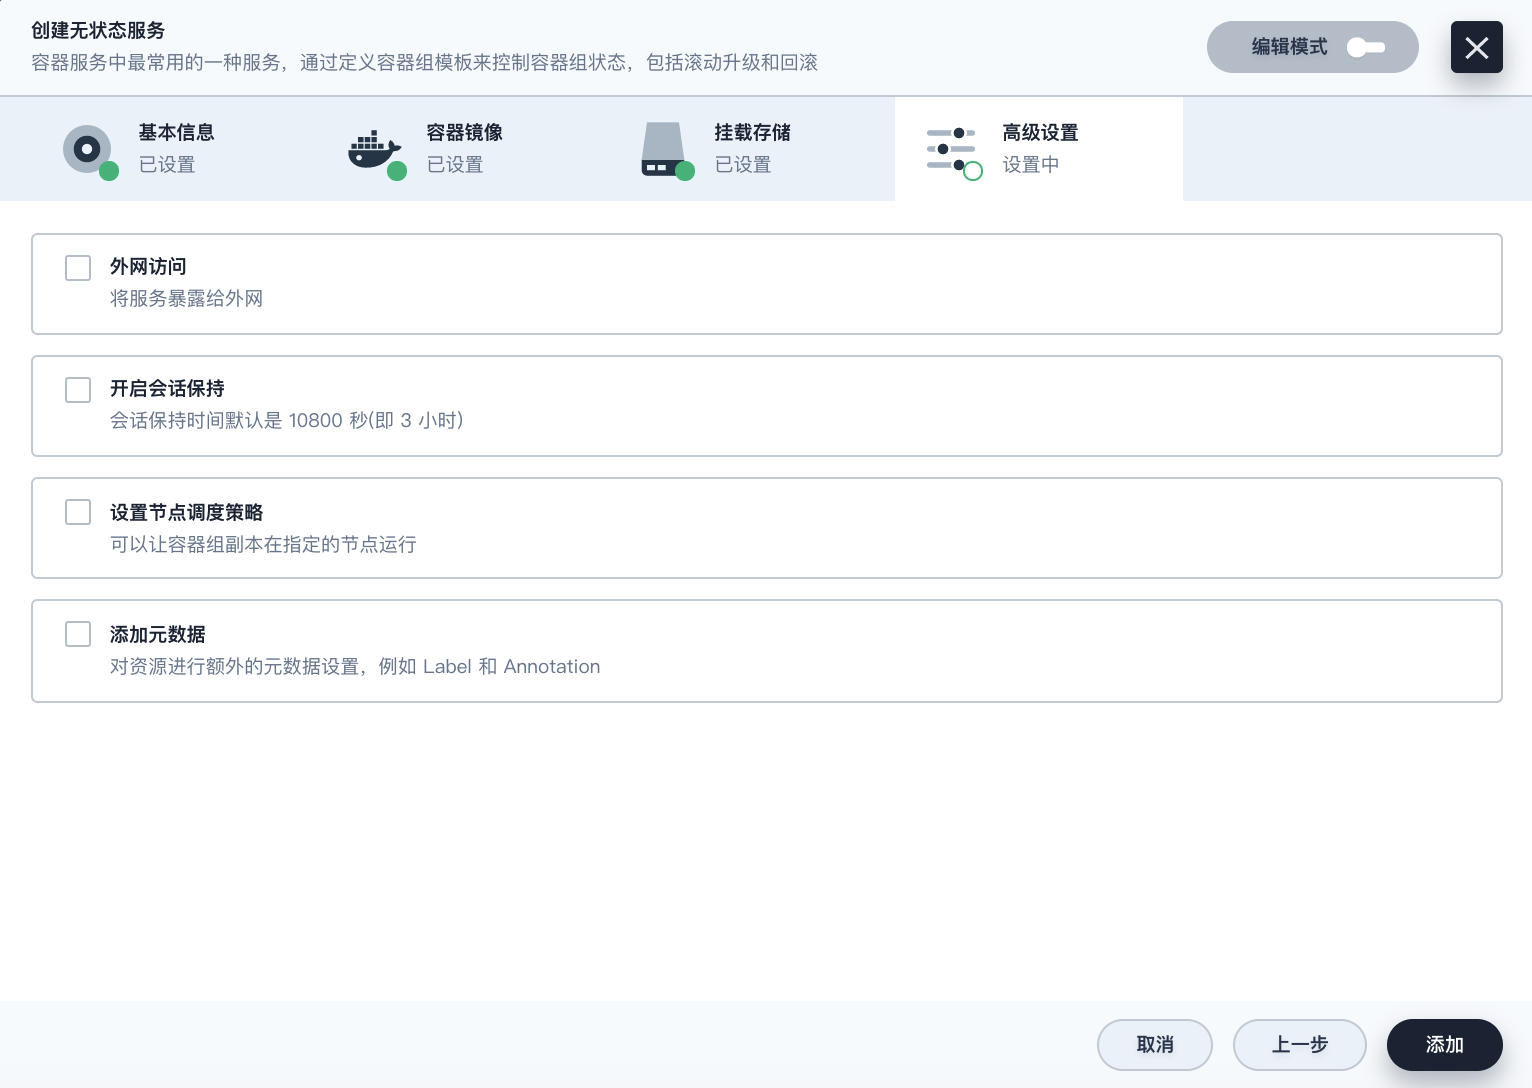 创建无状态服务
容器服务中最常用的一种服务，通过定义容器组模板来控制容器组状态，包括滚动升级和回滚
编辑模式
基本信息
已设置
容器镜像
已设置
挂载存储
已设置
高级设置
设置中
外网访问
将服务暴露给外网
开启会话保持
会话保持时间默认是 10800 秒(即 3 小时)
设置节点调度策略
可以让容器组副本在指定的节点运行
添加元数据
对资源进行额外的元数据设置，例如 Label 和 Annotation
取消
上一步
添加